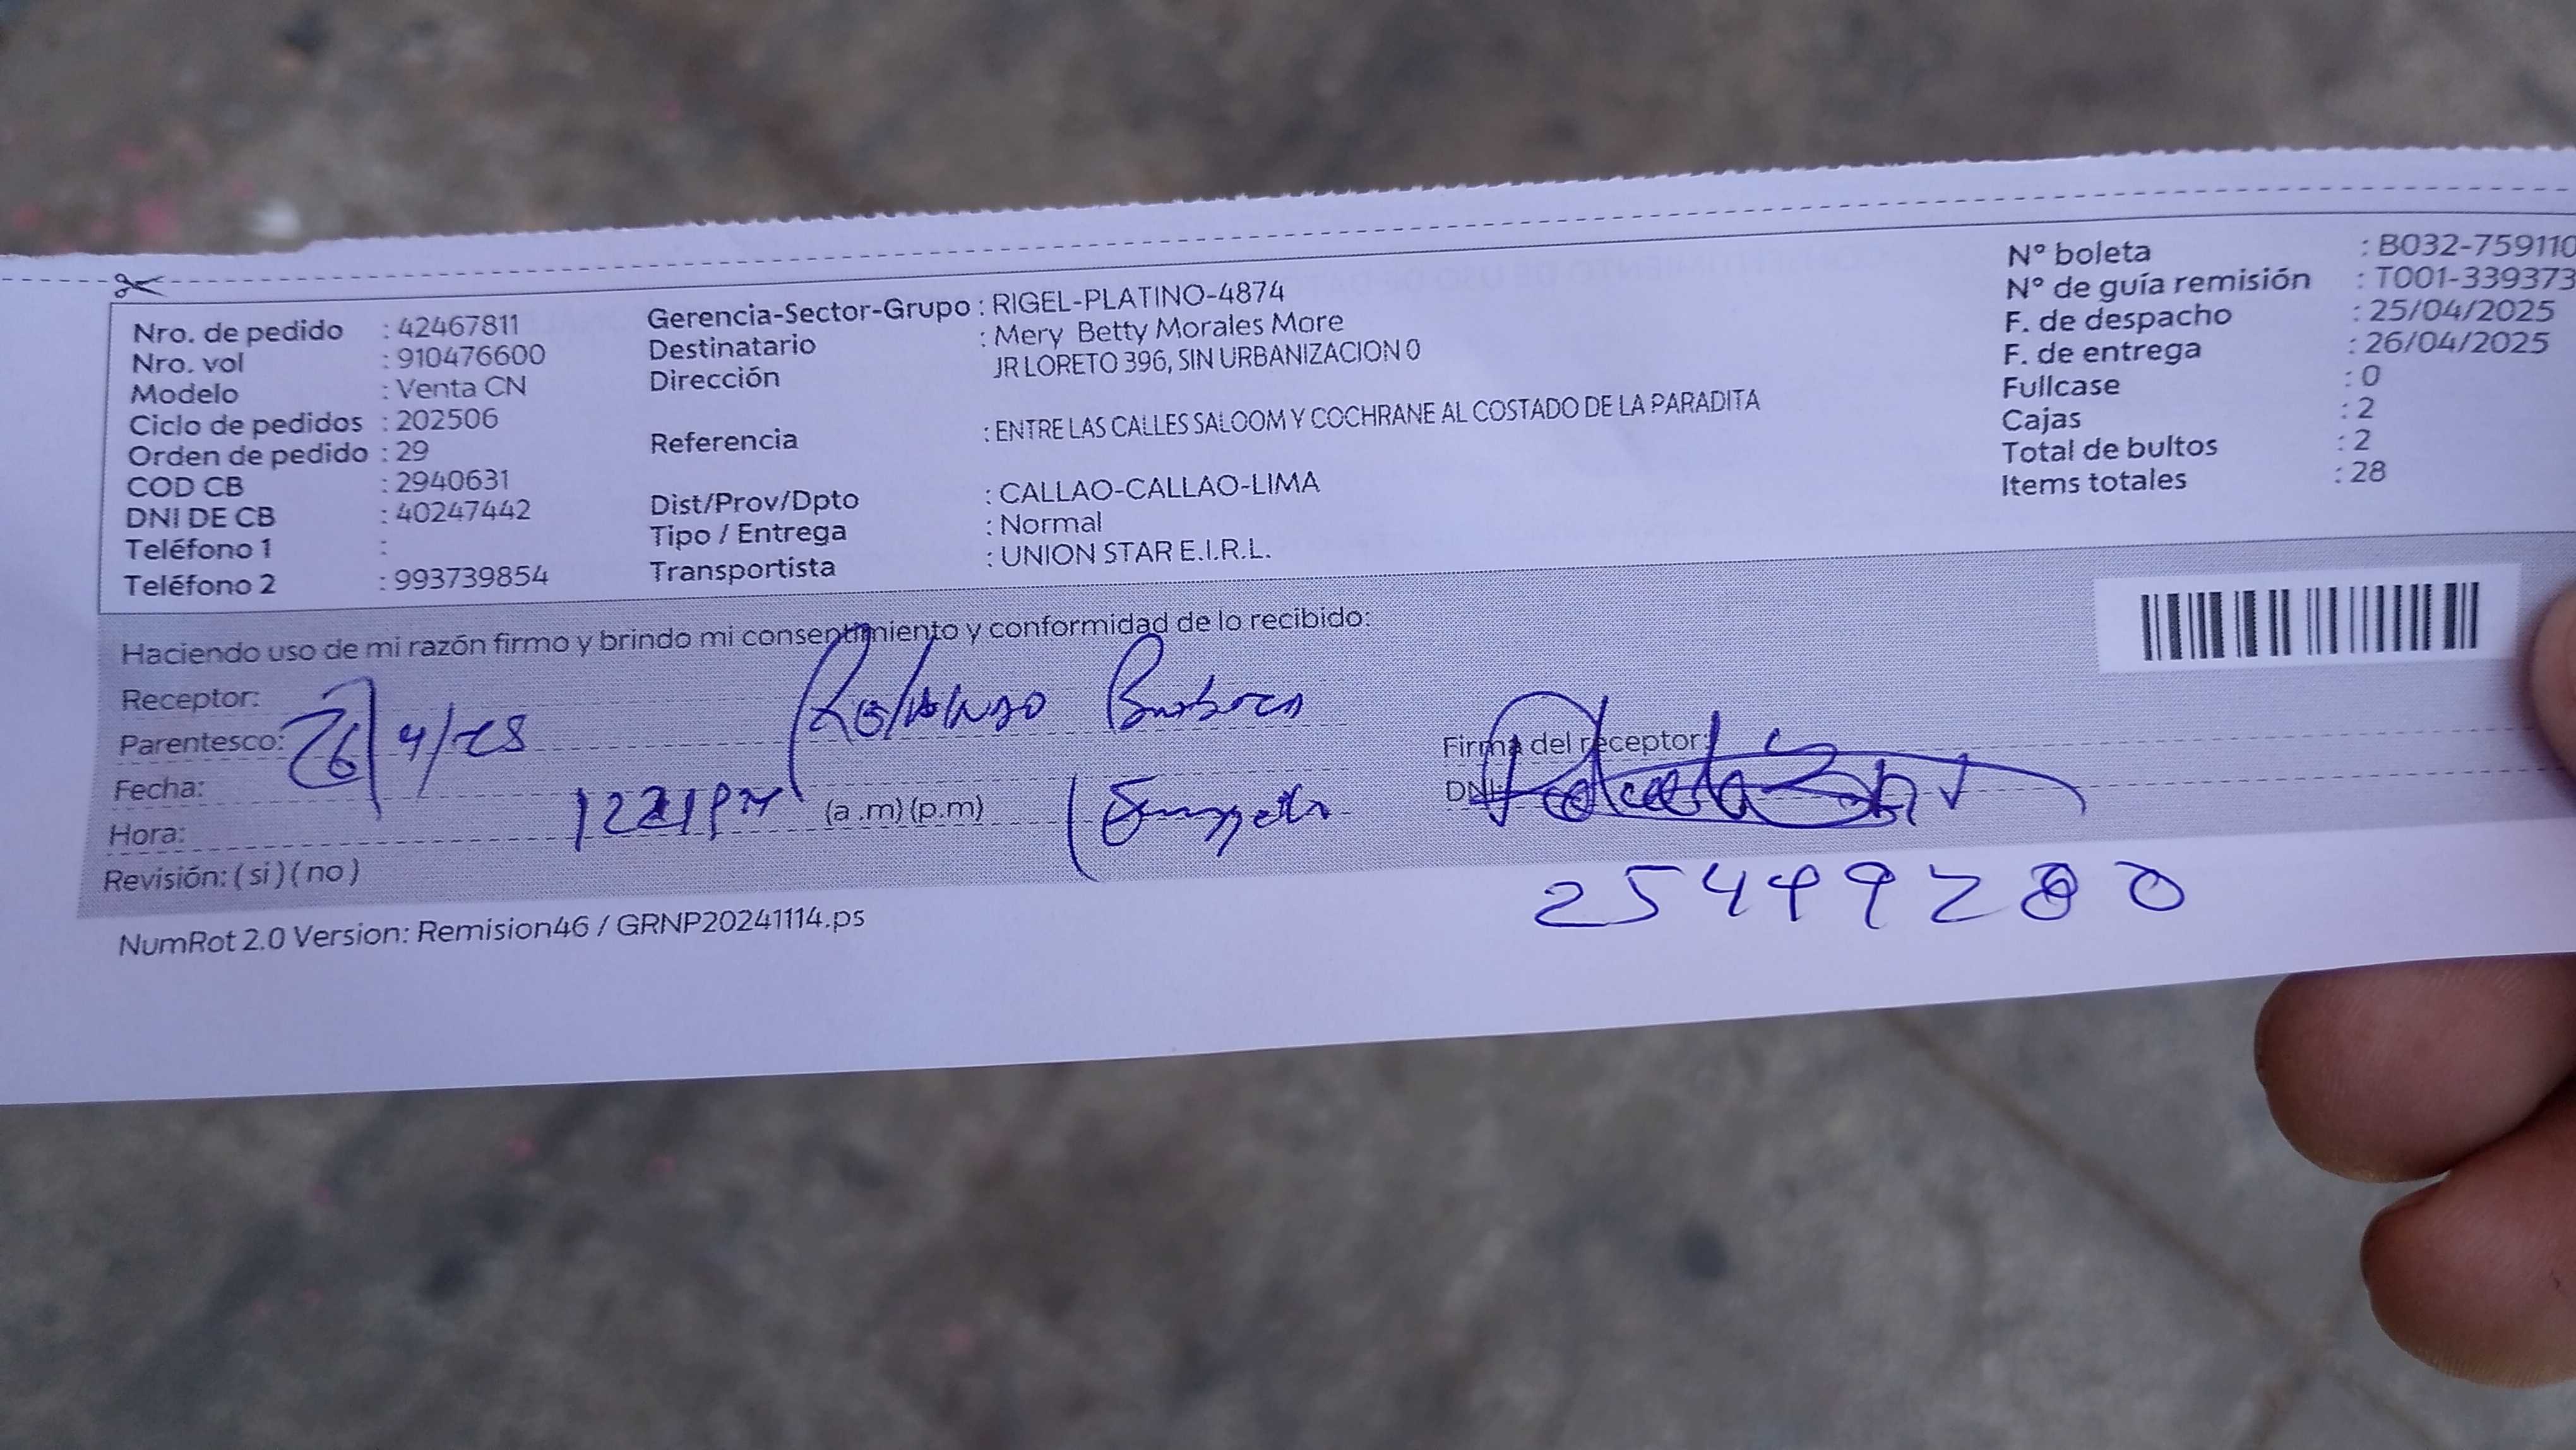 Nro. de pedido : 42467811
Nro. vol : 910476600
Modelo : Venta CN
Ciclo de pedidos : 202506
Orden de pedido : 29
COD CB : 2940631
DNI DE CB : 40247442
Teléfono 1 :
Teléfono 2 : 993739854
Gerencia-Sector-Grupo : RIGEL-PLATINO-4874
Destinatario : Mery Betty Morales More
Dirección JR LORETO 396, SIN URBANIZACION 0
Referencia : ENTRE LAS CALLES SALOOM Y COCHRANE AL COSTADO DE LA PARADITA
Dist/Prov/Dpto : CALLAO-CALLAO-LIMA
Tipo / Entrega : Normal
Transportista : UNION STAR E.I.R.L.
N° boleta : B032-759110
N° de guía remisión : T001-339373
F. de despacho : 25/04/2025
F. de entrega : 26/04/2025
Fullcase : 0
Cajas : 2
Total de bultos : 2
Items totales : 28
Haciendo uso de mi razón firmo y brindo mi consentimiento y conformidad de lo recibido:
Receptor:
Parentesco:
Fecha: 26/4/25
Hora: 1221 PM (a .m) (p.m)
Revisión: ( si ) ( no )
Firma del receptor:
DNI:
NumRot 2.0 Version: Remision46 / GRNP20241114.ps